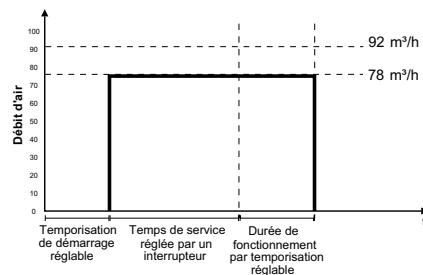 Débit d'air
100
90
80
70
60
50
40
30
20
10
0
92 m³/h
78 m³/h
t
Temporisation
de démarrage
réglable
Temps de service
réglée par un
interrupteur
Durée de
fonctionnement
par temporisation
réglable